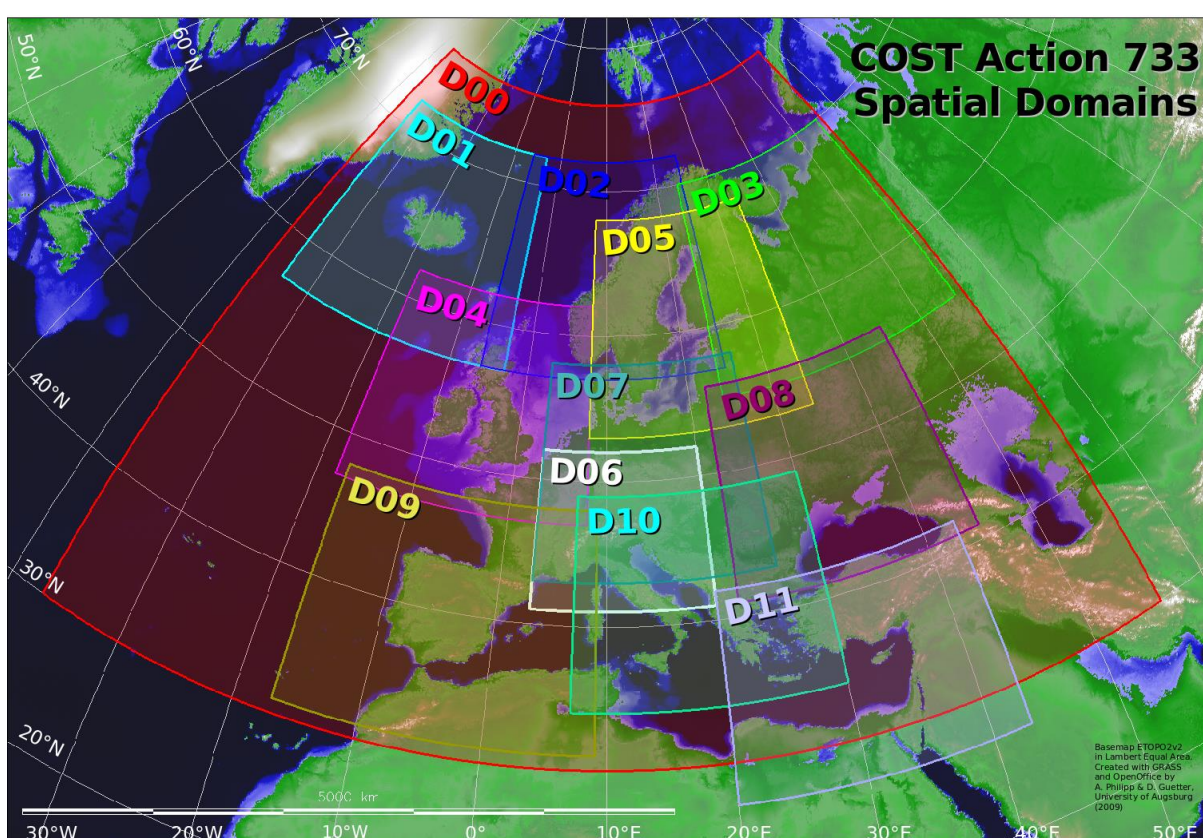 COST Action 733
Spatial Domains
50°N
60°N
70°N
D00
D01
D02
D03
D05
D04
D07
D08
D06
D09
D10
D11
40°N
30°N
20°N
Basemap ETOPO2v2
in Lambert Equal Area.
Created with GRASS
and OpenOffice by
A. Philipp & D. Guetter,
University of Augsburg
(2009)
5000 km
30°W 20°W 10°W 0° 10°E 20°E 30°E 40°E 50°E